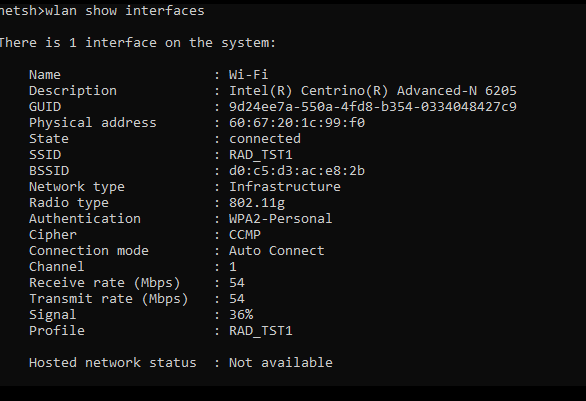 netsh>wlan show interfaces
There is 1 interface on the system:
Name : Wi-Fi
Description : Intel(R) Centrino(R) Advanced-N 6205
GUID : 9d24ee7a-550a-4fd8-b354-0334048427c9
Physical address : 60:67:20:1c:99:f0
State : connected
SSID : RAD_TST1
BSSID : d0:c5:d3:ac:e8:2b
Network type : Infrastructure
Radio type : 802.11g
Authentication : WPA2-Personal
Cipher : CCMP
Connection mode : Auto Connect
Channel : 1
Receive rate (Mbps) : 54
Transmit rate (Mbps) : 54
Signal : 36%
Profile : RAD_TST1
Hosted network status : Not available